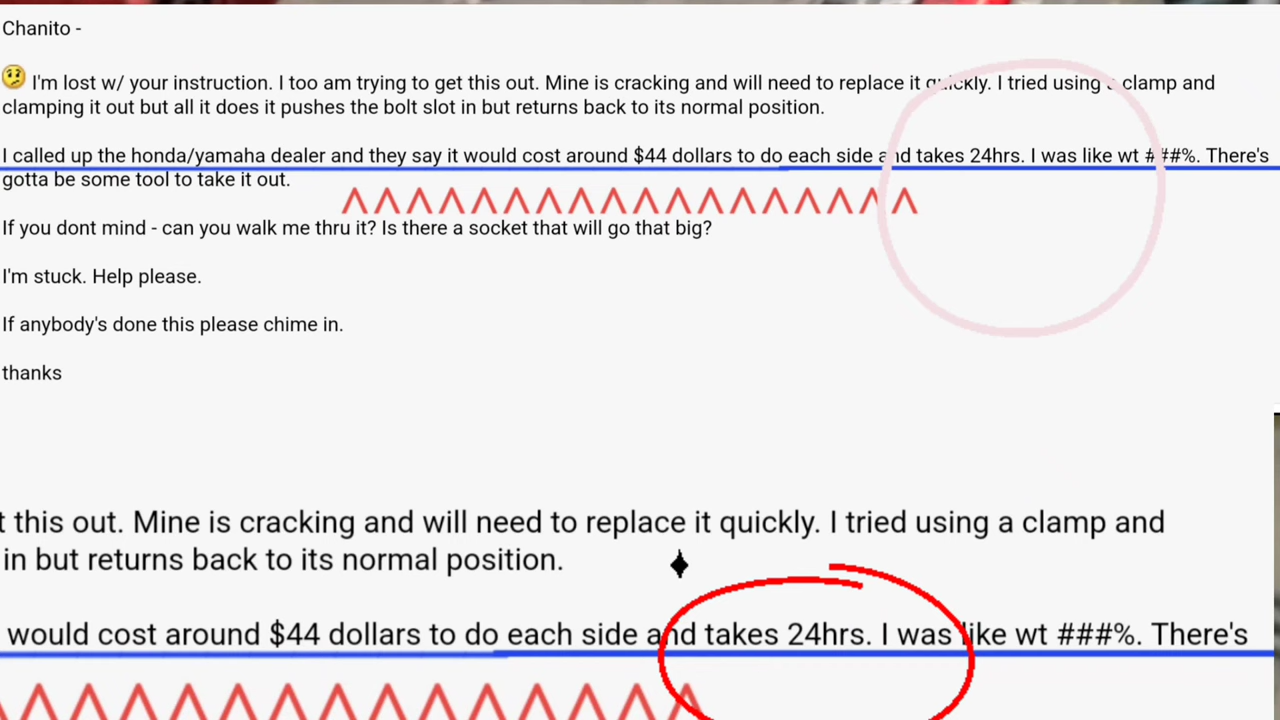 Chanito -
I'm lost w/ your instruction. I too am trying to get this out. Mine is cracking and will need to replace it quickly. I tried using a clamp and
clamping it out but all it does it pushes the bolt slot in but returns back to its normal position.
I called up the honda/yamaha dealer and they say it would cost around $44 dollars to do each side and takes 24hrs. I was like wt ###%. There's
gotta be some tool to take it out.
If you dont mind - can you walk me thru it? Is there a socket that will go that big?
I'm stuck. Help please.
If anybody's done this please chime in.
thanks
t this out. Mine is cracking and will need to replace it quickly. I tried using a clamp and
in but returns back to its normal position.
would cost around $44 dollars to do each side and takes 24hrs. I was like wt ###%. There's